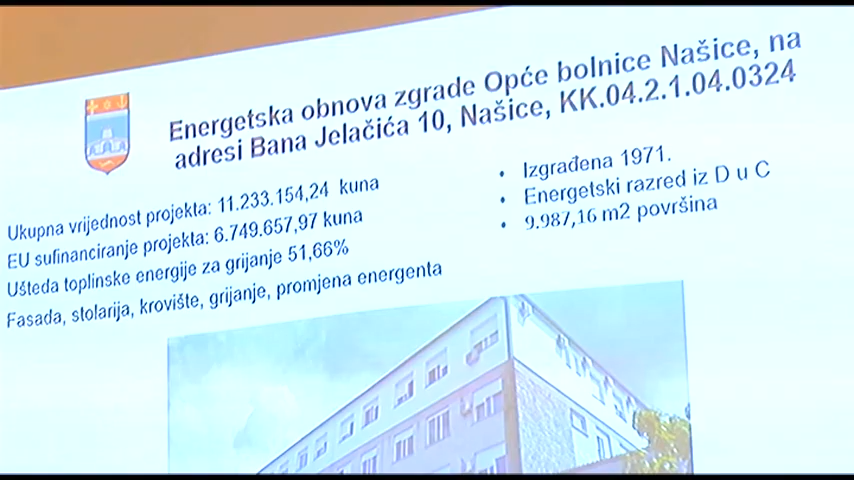 Energetska obnova zgrade Opće bolnice Našice, na
adresi Bana Jelačića 10, Našice, KK.04.2.1.04.0324
Ukupna vrijednost projekta: 11.233.154,24 kuna
EU sufinanciranje projekta: 6.749.657,97 kuna
Ušteda toplinske energije za grijanje 51,66%
Fasada, stolarija, krovište, grijanje, promjena energenta
• Izgrađena 1971.
• Energetski razred iz D u C
• 9.987,16 m2 površina